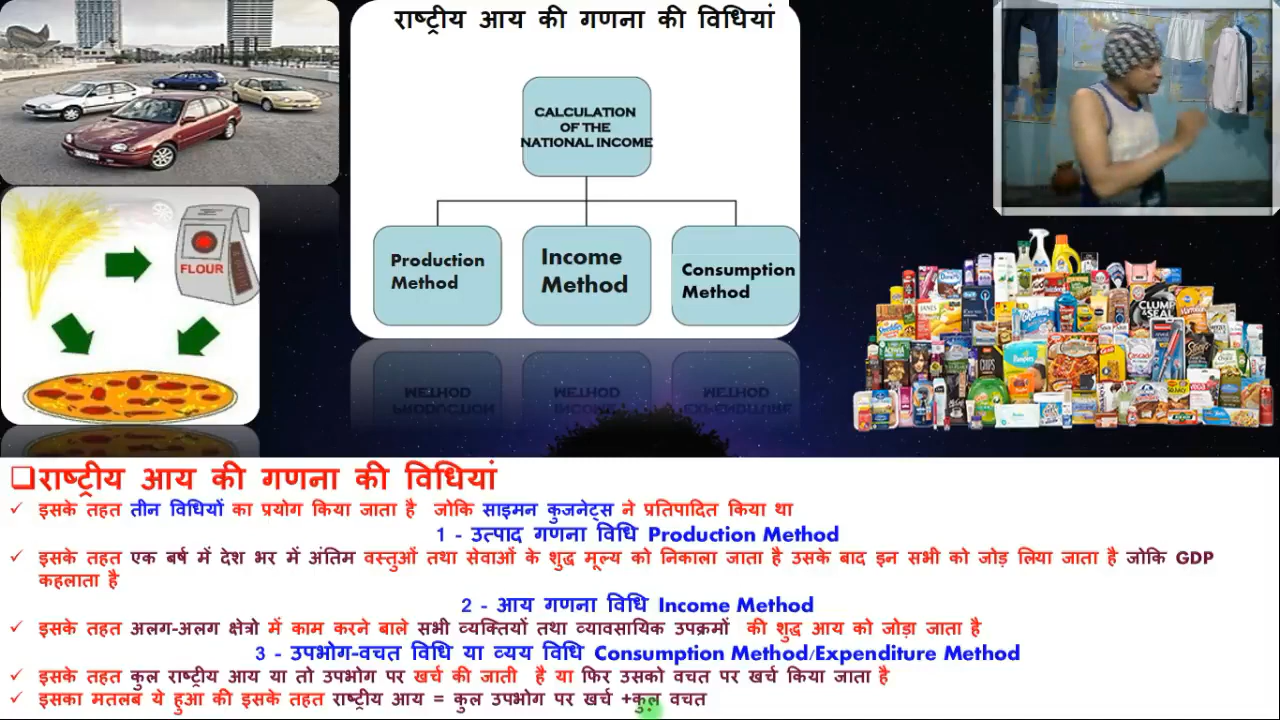 राष्ट्रीय आय की गणना की विधियां
CALCULATION
OF THE
NATIONAL INCOME
Production
Method
Income
Method
Consumption
Method
FLOUR
❑राष्ट्रीय आय की गणना की विधियां
✓ इसके तहत तीन विधियों का प्रयोग किया जाता है जोकि साइमन कुजनेट्स ने प्रतिपादित किया था
1 - उत्पाद गणना विधि Production Method
✓ इसके तहत एक बर्ष में देश भर में अंतिम वस्तुओं तथा सेवाओं के शुद्ध मूल्य को निकाला जाता है उसके बाद इन सभी को जोड़ लिया जाता है जोकि GDP
कहलाता है
2 - आय गणना विधि Income Method
✓ इसके तहत अलग-अलग क्षेत्रो में काम करने बाले सभी व्यक्तियों तथा व्यावसायिक उपक्रमों की शुद्ध आय को जोड़ा जाता है
3 - उपभोग-वचत विधि या व्यय विधि Consumption Method/Expenditure Method
✓ इसके तहत कुल राष्ट्रीय आय या तो उपभोग पर खर्च की जाती है या फिर उसको वचत पर खर्च किया जाता है
✓ इसका मतलब ये हुआ की इसके तहत राष्ट्रीय आय = कुल उपभोग पर खर्च +कुल वचत